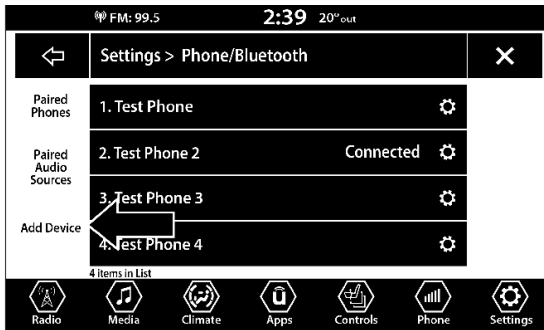 FM: 99.5
2:39
20°out
Settings > Phone/Bluetooth
Paired
Phones
1. Test Phone
Paired
Audio
Sources
2. Test Phone 2
Connected
3. Test Phone 3
Add Device
4. Test Phone 4
4 items in List
Radio
Media
Climate
Apps
Controls
Phone
Settings